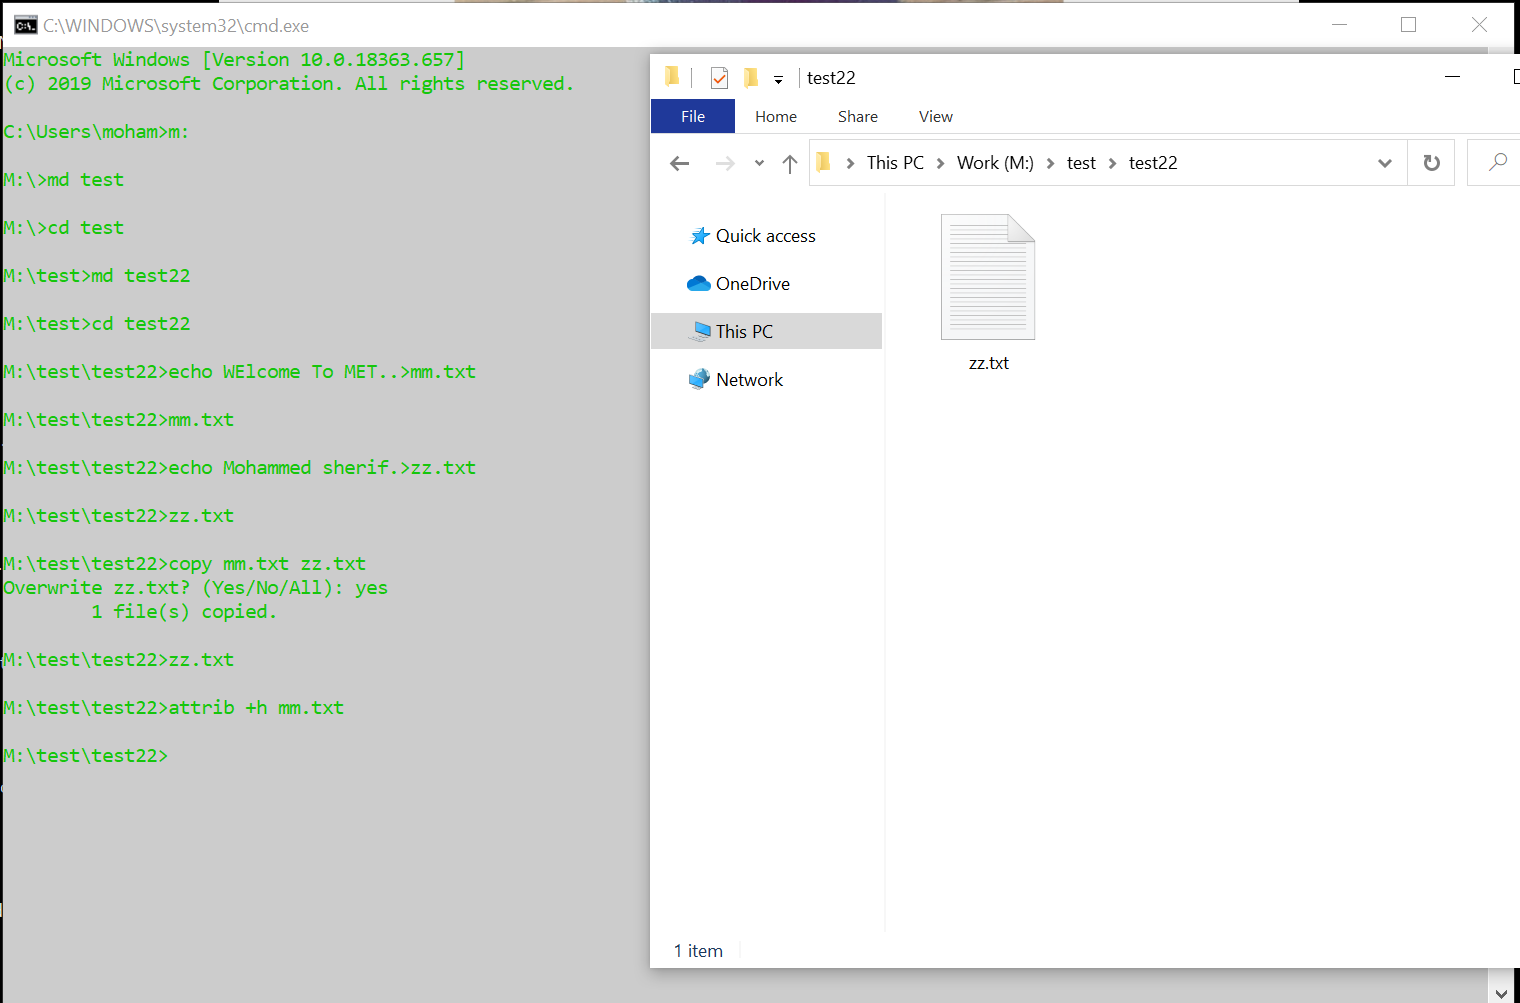 C:\WINDOWS\system32\cmd.exe
Microsoft Windows [Version 10.0.18363.657]
(c) 2019 Microsoft Corporation. All rights reserved.
C:\Users\moham>m:
M:\>md test
M:\>cd test
M:\test>md test22
M:\test>cd test22
M:\test\test22>echo WElcome To MET..>mm.txt
M:\test\test22>mm.txt
M:\test\test22>echo Mohammed sherif.>zz.txt
M:\test\test22>zz.txt
M:\test\test22>copy mm.txt zz.txt
Overwrite zz.txt? (Yes/No/All): yes
        1 file(s) copied.
M:\test\test22>zz.txt
M:\test\test22>attrib +h mm.txt
M:\test\test22>
test22
File Home Share View
This PC Work (M:) test test22
Quick access
OneDrive
This PC
Network
zz.txt
1 item